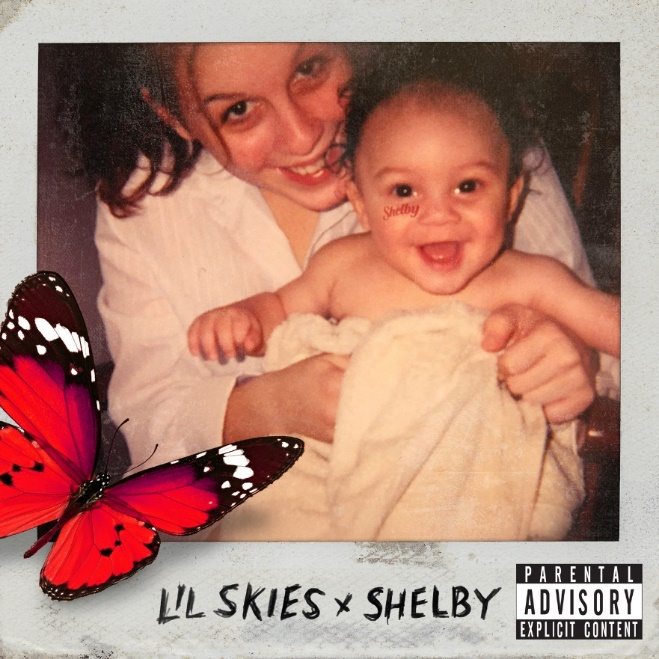 Shelby
LIL SKIES x SHELBY
PARENTAL
ADVISORY
EXPLICIT CONTENT